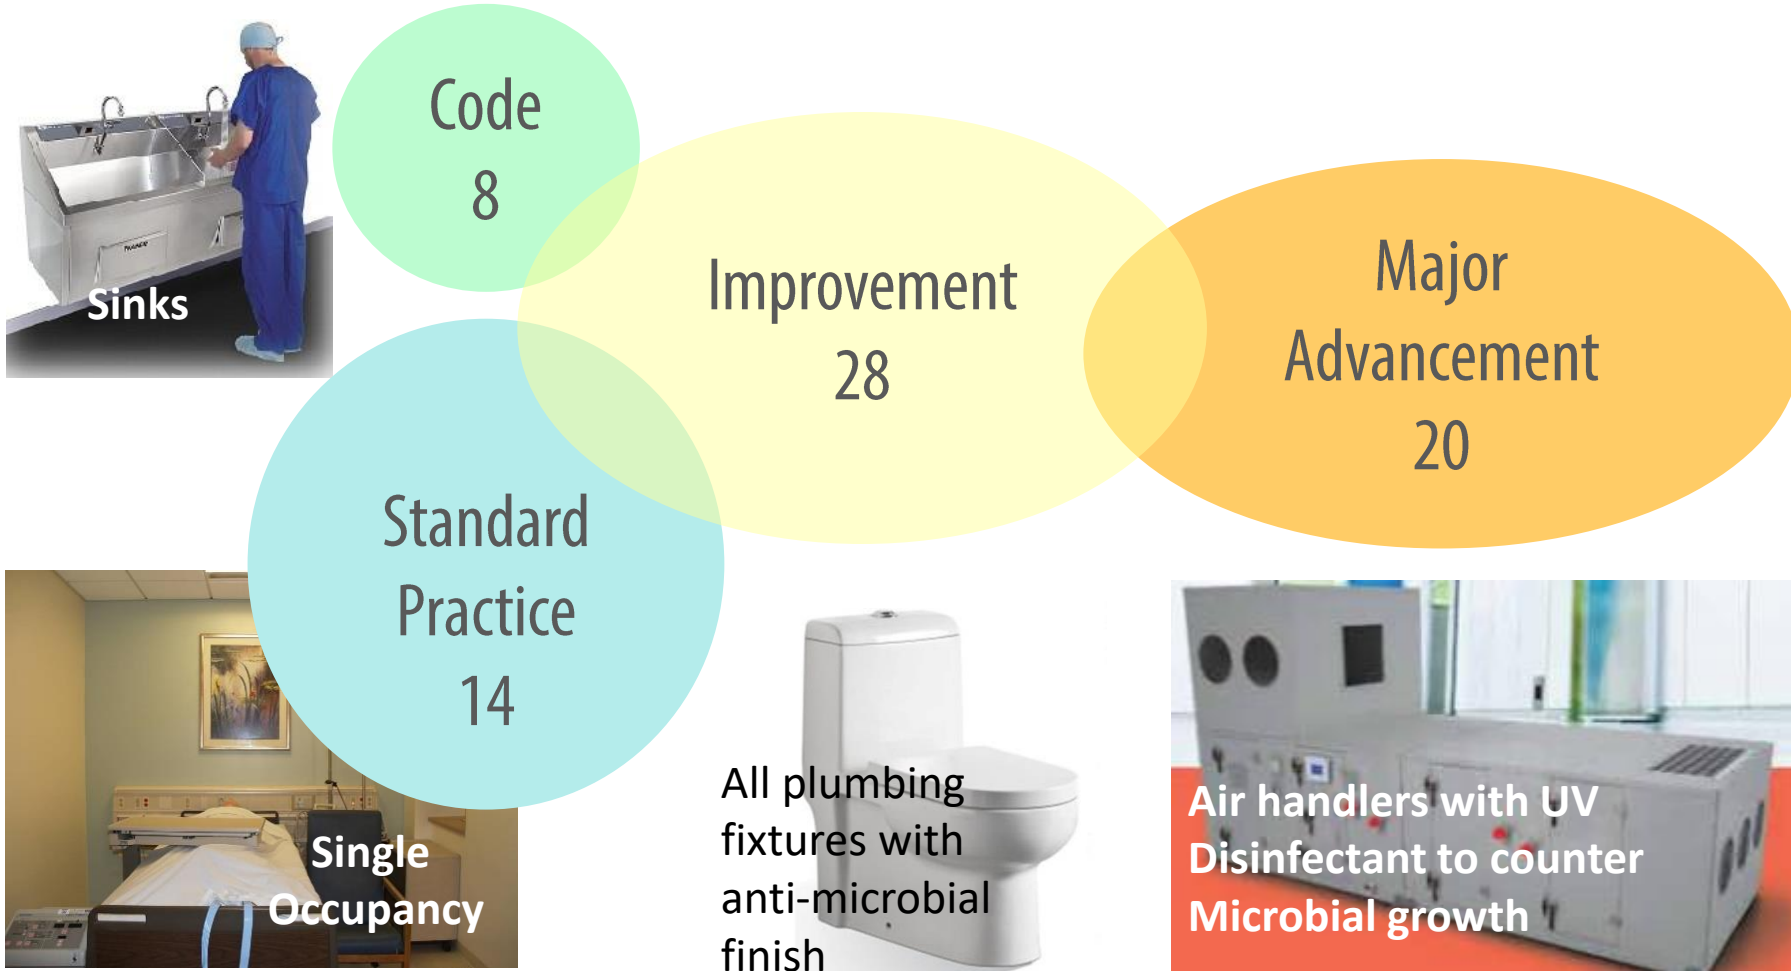 Code
8
Improvement
28
Major
Advancement
20
Sinks
Standard
Practice
14
Single
Occupancy
All plumbing
fixtures with
anti-microbial
finish
Air handlers with UV
Disinfectant to counter
Microbial growth